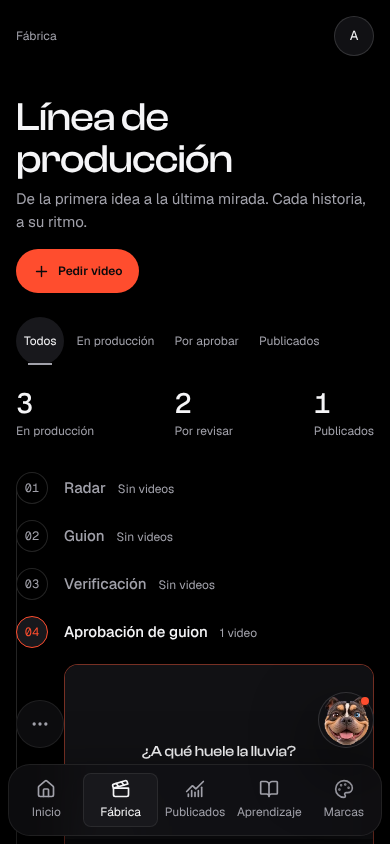 Fábrica
A
Línea de
producción
De la primera idea a la última mirada. Cada historia,
a su ritmo.
+ Pedir video
Todos En producción Por aprobar Publicados
3 2 1
En producción Por revisar Publicados
01 Radar Sin videos
02 Guion Sin videos
03 Verificación Sin videos
04 Aprobación de guion 1 video
¿A qué huele la lluvia?
Inicio Fábrica Publicados Aprendizaje Marcas